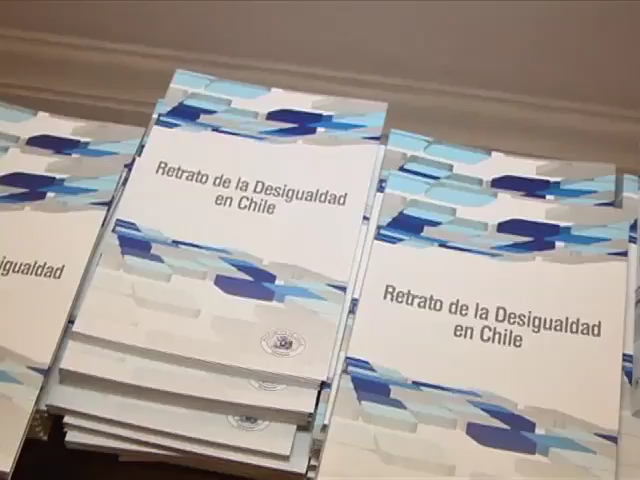 Retrato de la Desigualdad
en Chile
igualdad
Retrato de la Desigualdad
en Chile